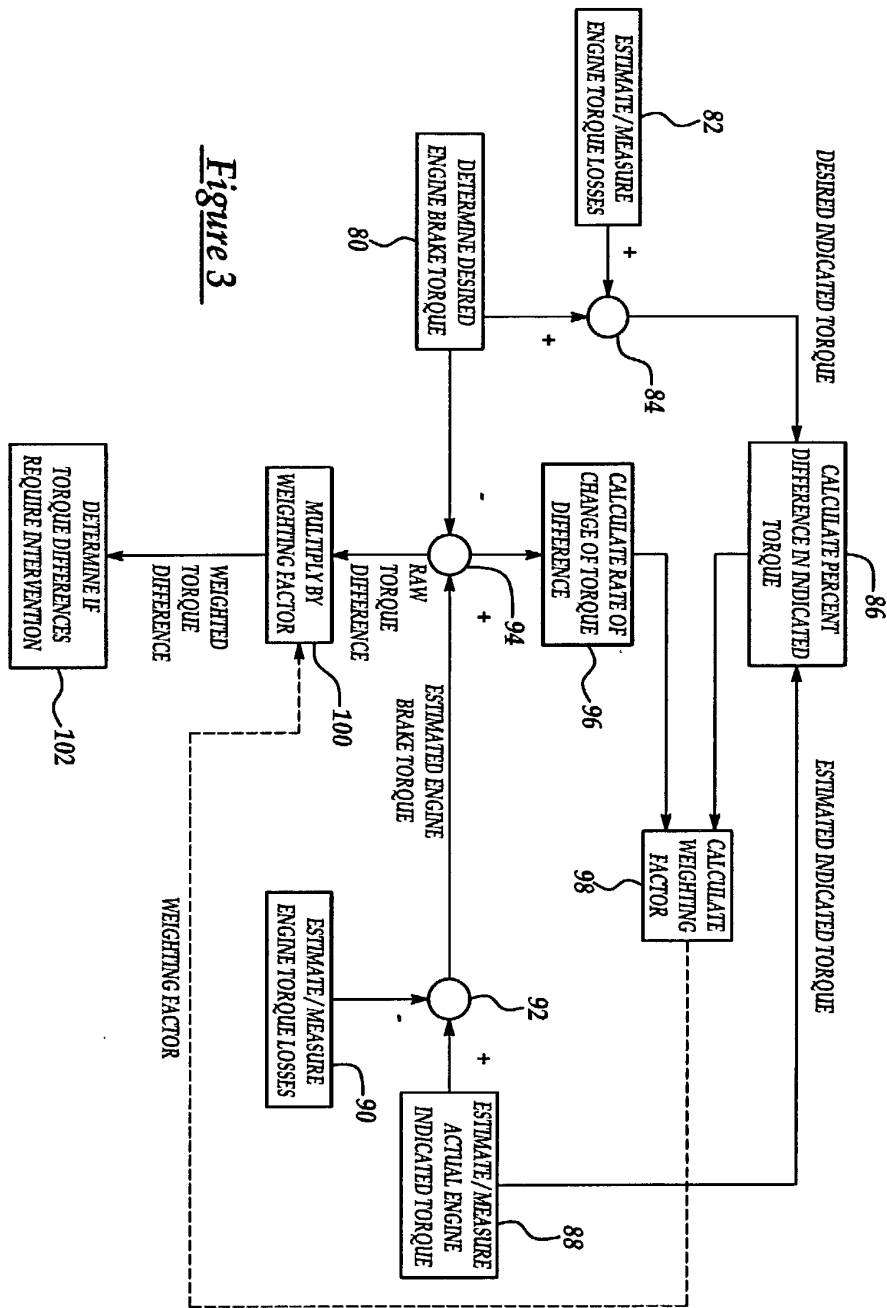 DESIRED INDICATED TORQUE
ESTIMATED INDICATED TORQUE
CALCULATE PERCENT
DIFFERENCE IN INDICATED
TORQUE
86
ESTIMATE/MEASURE
ENGINE TORQUE LOSSES
82
+
+
84
CALCULATE
WEIGHTING
FACTOR
98
CALCULATE RATE OF
CHANGE OF TORQUE
DIFFERENCE
96
DETERMINE DESIRED
ENGINE BRAKE TORQUE
80
-
+
94
ESTIMATED ENGINE
BRAKE TORQUE
92
+
-
ESTIMATE/MEASURE
ACTUAL ENGINE
INDICATED TORQUE
88
RAW
TORQUE
DIFFERENCE
ESTIMATE/MEASURE
ENGINE TORQUE LOSSES
90
MULTIPLY BY
WEIGHTING FACTOR
100
WEIGHTED
TORQUE
DIFFERENCE
WEIGHTING FACTOR
DETERMINE IF
TORQUE DIFFERENCES
REQUIRE INTERVENTION
102
Figure 3